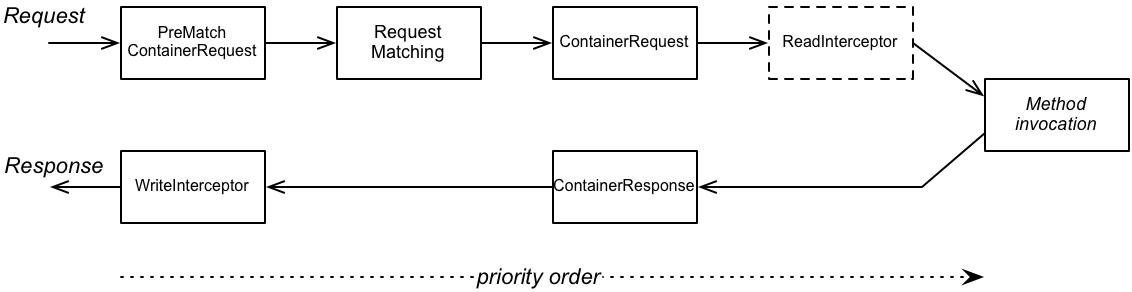 Request
PreMatch
ContainerRequest
Request
Matching
ContainerRequest
ReadInterceptor
Method
invocation
Response
WriteInterceptor
ContainerResponse
priority order